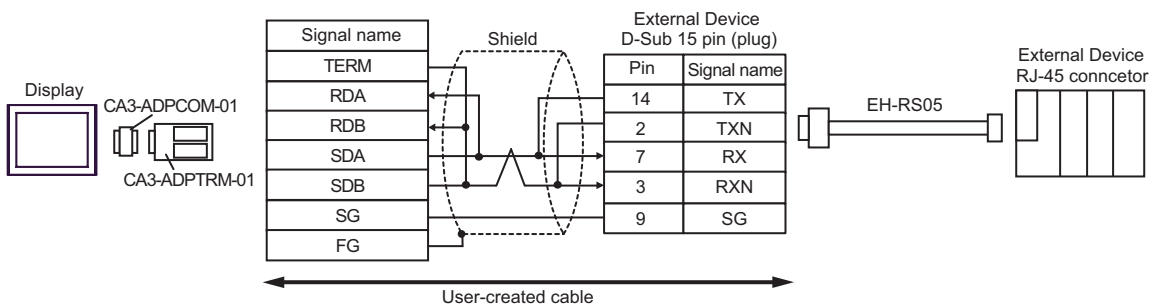 Display
CA3-ADPCOM-01
CA3-ADPTRM-01
Signal name
TERM
RDA
RDB
SDA
SDB
SG
FG
Shield
External Device
D-Sub 15 pin (plug)
Pin Signal name
14 TX
2 TXN
7 RX
3 RXN
9 SG
EH-RS05
External Device
RJ-45 conncetor
User-created cable